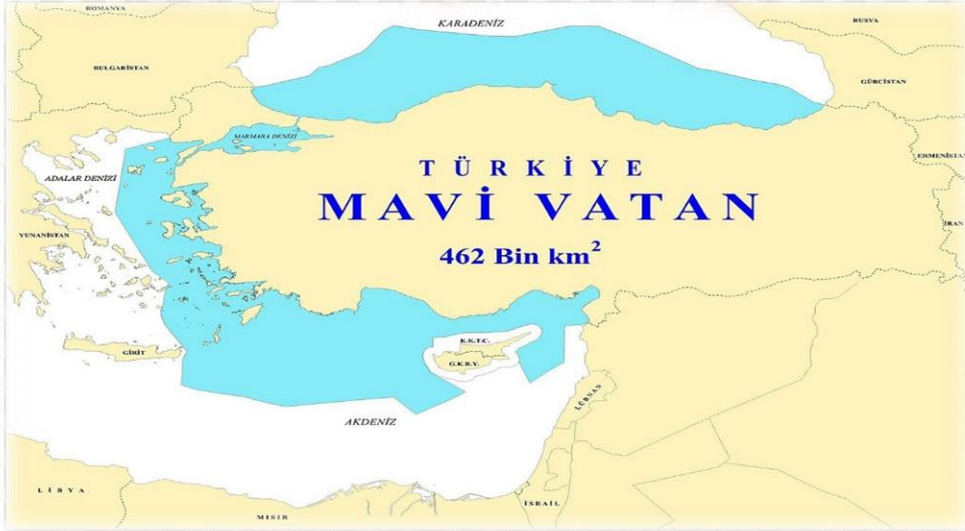 ROMANYA
KARADENİZ
RUSYA
BULGARİSTAN
GÜRCİSTAN
MARMARA DENİZİ
ERMENİSTAN
TÜRKİYE
ADALAR DENİZİ
MAVİ VATAN
İRAN
YUNANİSTAN
462 Bin km²
K.K.T.C.
GİRİT
G.K.R.Y.
LÜBNAN
AKDENİZ
LİBYA
İSRAİL
MISIR